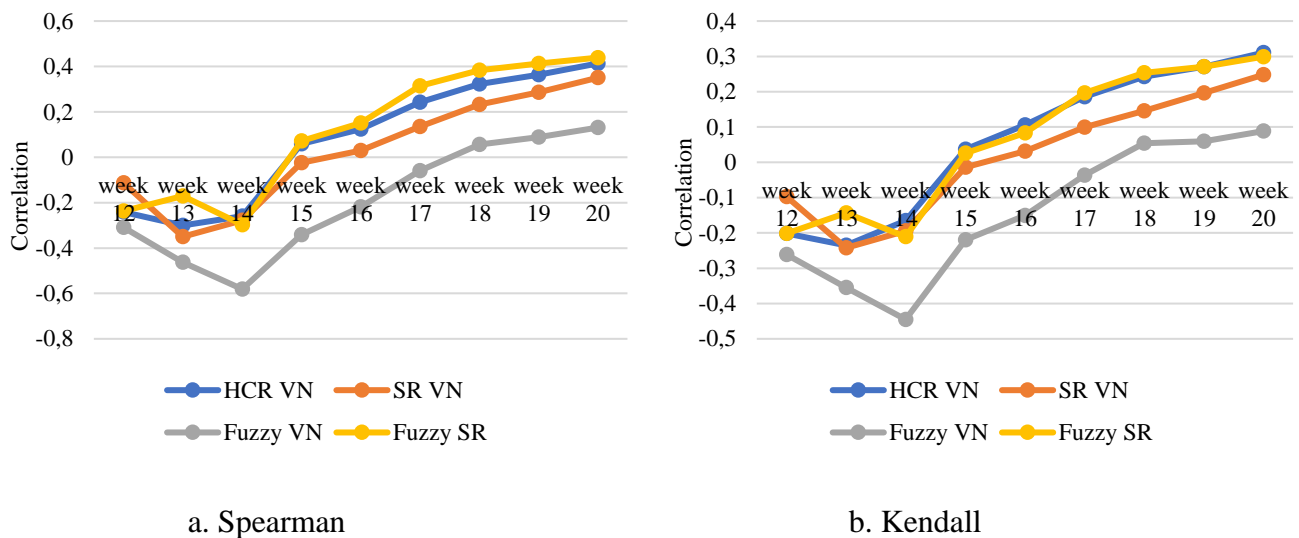 0,6
0,4
0,2
0
-0,2
-0,4
-0,6
-0,8
Correlation
week 12
week 13
week 14
week 15
week 16
week 17
week 18
week 19
week 20
HCR VN
SR VN
Fuzzy VN
Fuzzy SR
a. Spearman
0,4
0,3
0,2
0,1
0
-0,1
-0,2
-0,3
-0,4
-0,5
Correlation
week 12
week 13
week 14
week 15
week 16
week 17
week 18
week 19
week 20
HCR VN
SR VN
Fuzzy VN
Fuzzy SR
b. Kendall